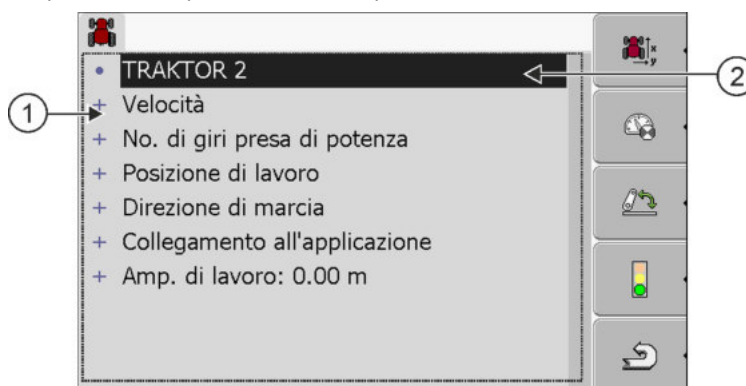 TRAKTOR 2
+ Velocità
+ No. di giri presa di potenza
+ Posizione di lavoro
+ Direzione di marcia
+ Collegamento all'applicazione
+ Amp. di lavoro: 0.00 m
1
2
x
y